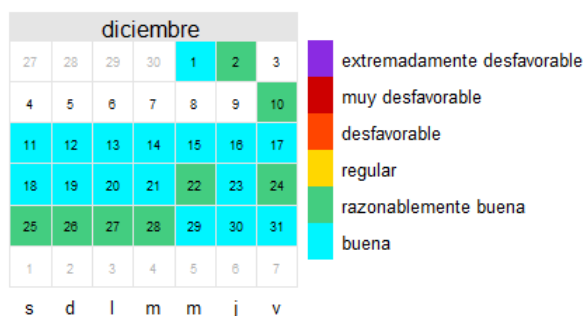 diciembre
27 28 29 30 1 2 3
4 5 6 7 8 9 10
11 12 13 14 15 16 17
18 19 20 21 22 23 24
25 26 27 28 29 30 31
1 2 3 4 5 6 7
s d l m m j v
extremadamente desfavorable
muy desfavorable
desfavorable
regular
razonablemente buena
buena